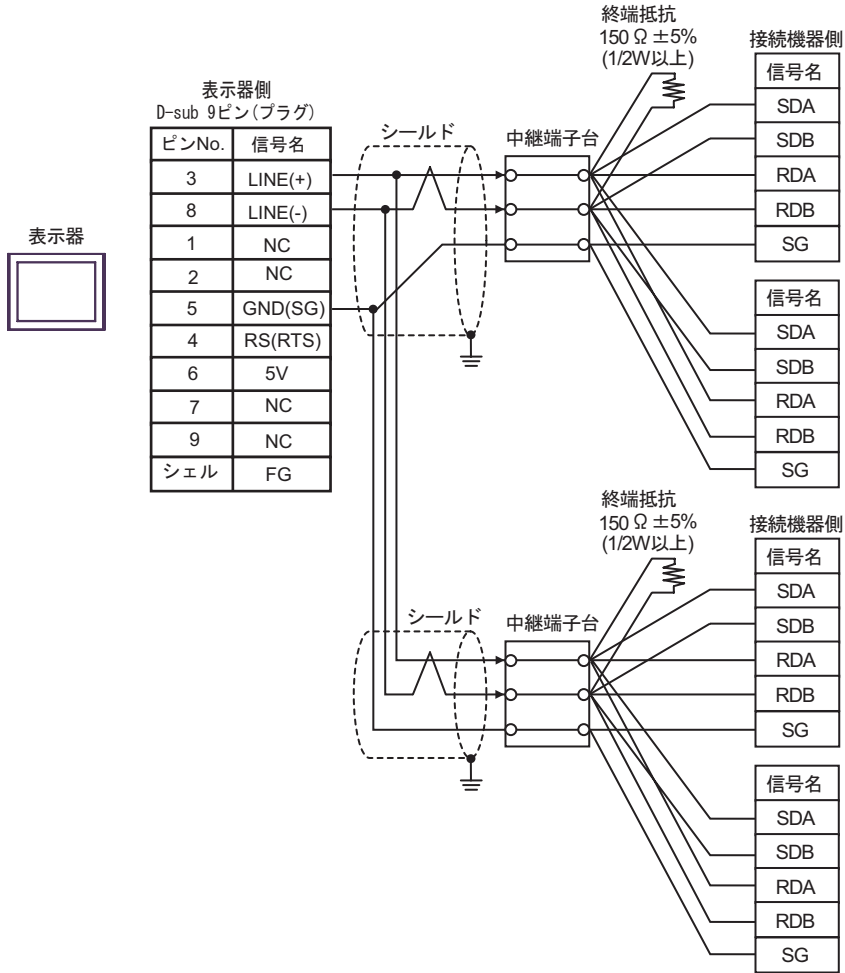 終端抵抗
150 Ω ±5%
(1/2W以上)
接続機器側
信号名
SDA
SDB
RDA
RDB
SG
表示器側
D-sub 9ピン(プラグ)
ピンNo. 信号名
3 LINE(+)
8 LINE(-)
1 NC
2 NC
5 GND(SG)
4 RS(RTS)
6 5V
7 NC
9 NC
シェル FG
シールド
中継端子台
表示器
信号名
SDA
SDB
RDA
RDB
SG
終端抵抗
150 Ω ±5%
(1/2W以上)
接続機器側
信号名
SDA
SDB
RDA
RDB
SG
シールド
中継端子台
信号名
SDA
SDB
RDA
RDB
SG